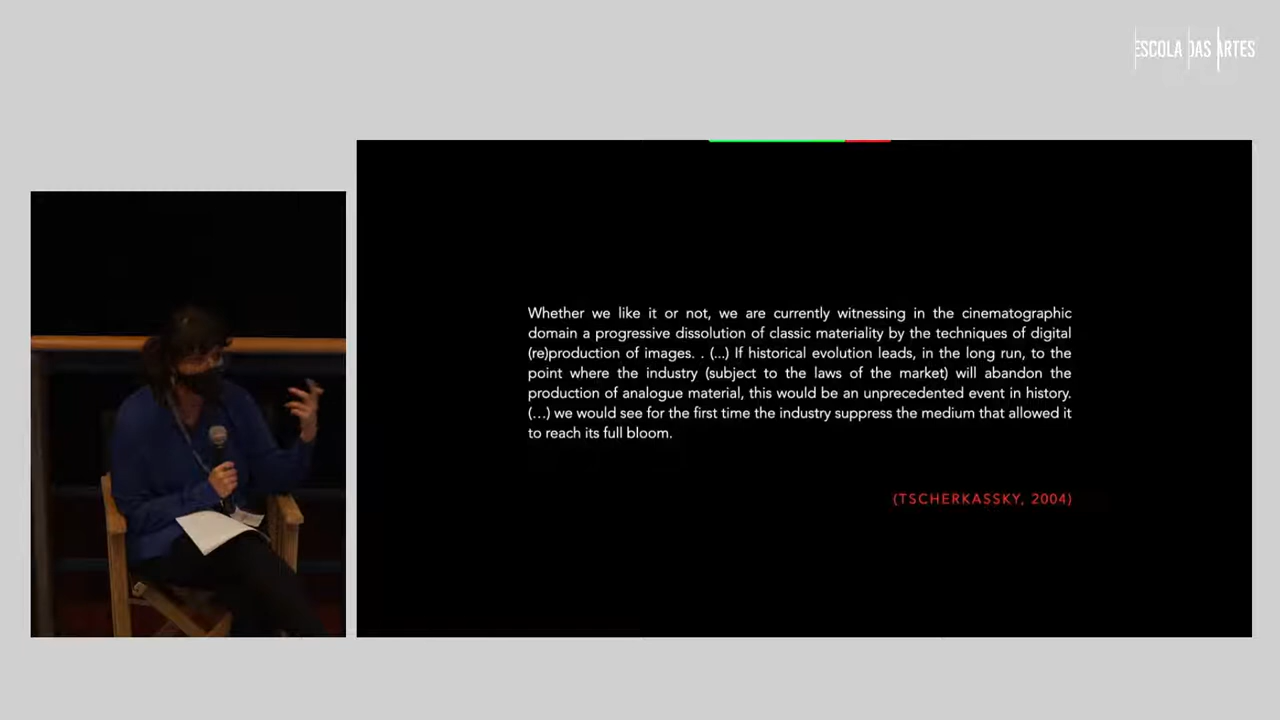 ESCOLA DAS ARTES
Whether we like it or not, we are currently witnessing in the cinematographic
domain a progressive dissolution of classic materiality by the techniques of digital
(re)production of images. . (...) If historical evolution leads, in the long run, to the
point where the industry (subject to the laws of the market) will abandon the
production of analogue material, this would be an unprecedented event in history.
(…) we would see for the first time the industry suppress the medium that allowed it
to reach its full bloom.
(TSCHERKASSKY, 2004)